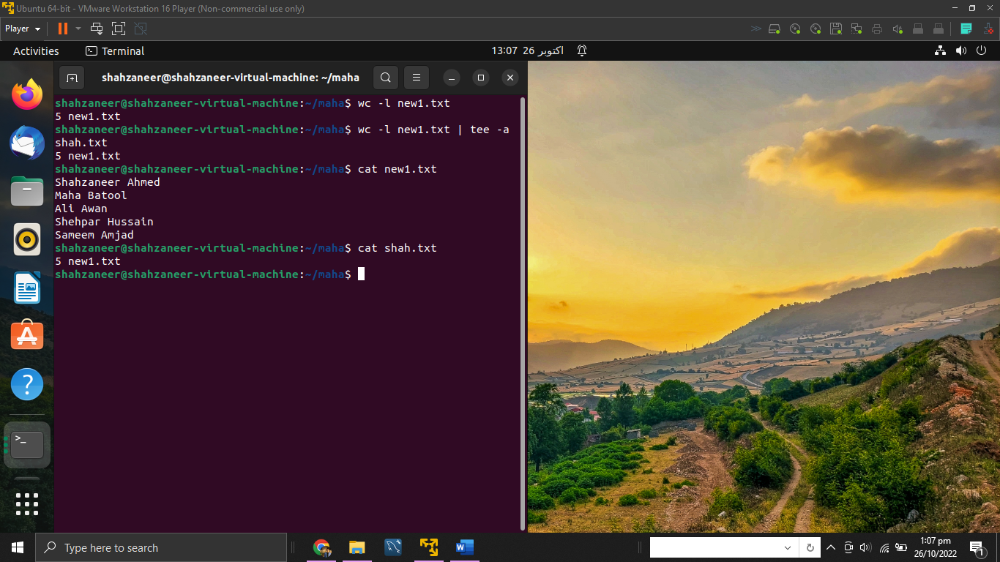 Ubuntu 64-bit - VMware Workstation 16 Player (Non-commercial use only)
Player
Activities
Terminal
13:07 26 اکتوبر
shahzaneer@shahzaneer-virtual-machine: ~/maha
shahzaneer@shahzaneer-virtual-machine:~/maha$ wc -l new1.txt
5 new1.txt
shahzaneer@shahzaneer-virtual-machine:~/maha$ wc -l new1.txt | tee -a
shah.txt
5 new1.txt
shahzaneer@shahzaneer-virtual-machine:~/maha$ cat new1.txt
Shahzaneer Ahmed
Maha Batool
Ali Awan
Shehpar Hussain
Sameem Amjad
shahzaneer@shahzaneer-virtual-machine:~/maha$ cat shah.txt
5 new1.txt
shahzaneer@shahzaneer-virtual-machine:~/maha$
Type here to search
1:07 pm
26/10/2022
1